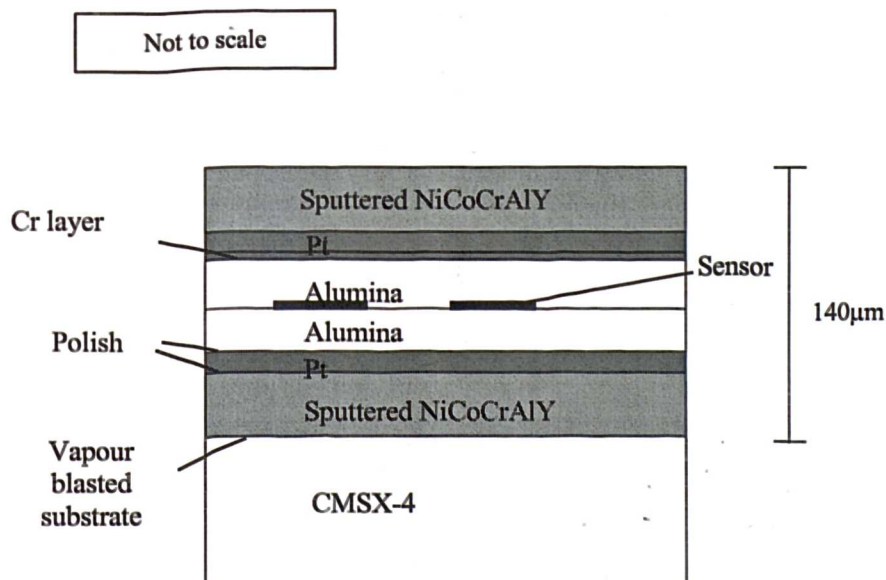 Not to scale
Sputtered NiCoCrAlY
Cr layer
Pt
Sensor
Alumina
Alumina
140μm
Polish
Pt
Sputtered NiCoCrAlY
Vapour
blasted
substrate
CMSX-4